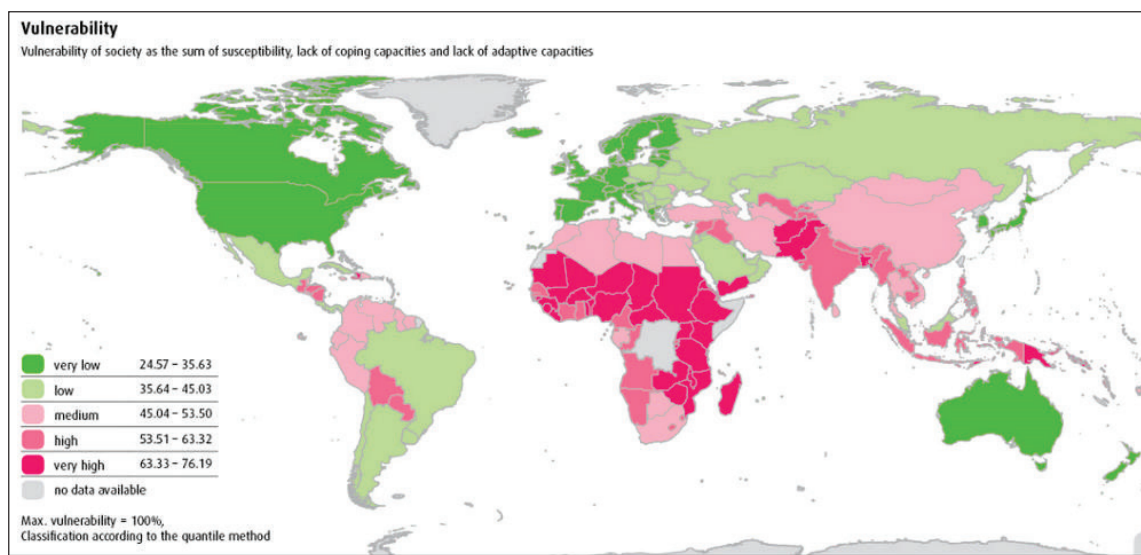 Vulnerability
Vulnerability of society as the sum of susceptibility, lack of coping capacities and lack of adaptive capacities
very low 24.57 – 35.63
low 35.64 – 45.03
medium 45.04 – 53.50
high 53.51 – 63.32
very high 63.33 – 76.19
no data available
Max. vulnerability = 100%,
Classification according to the quantile method